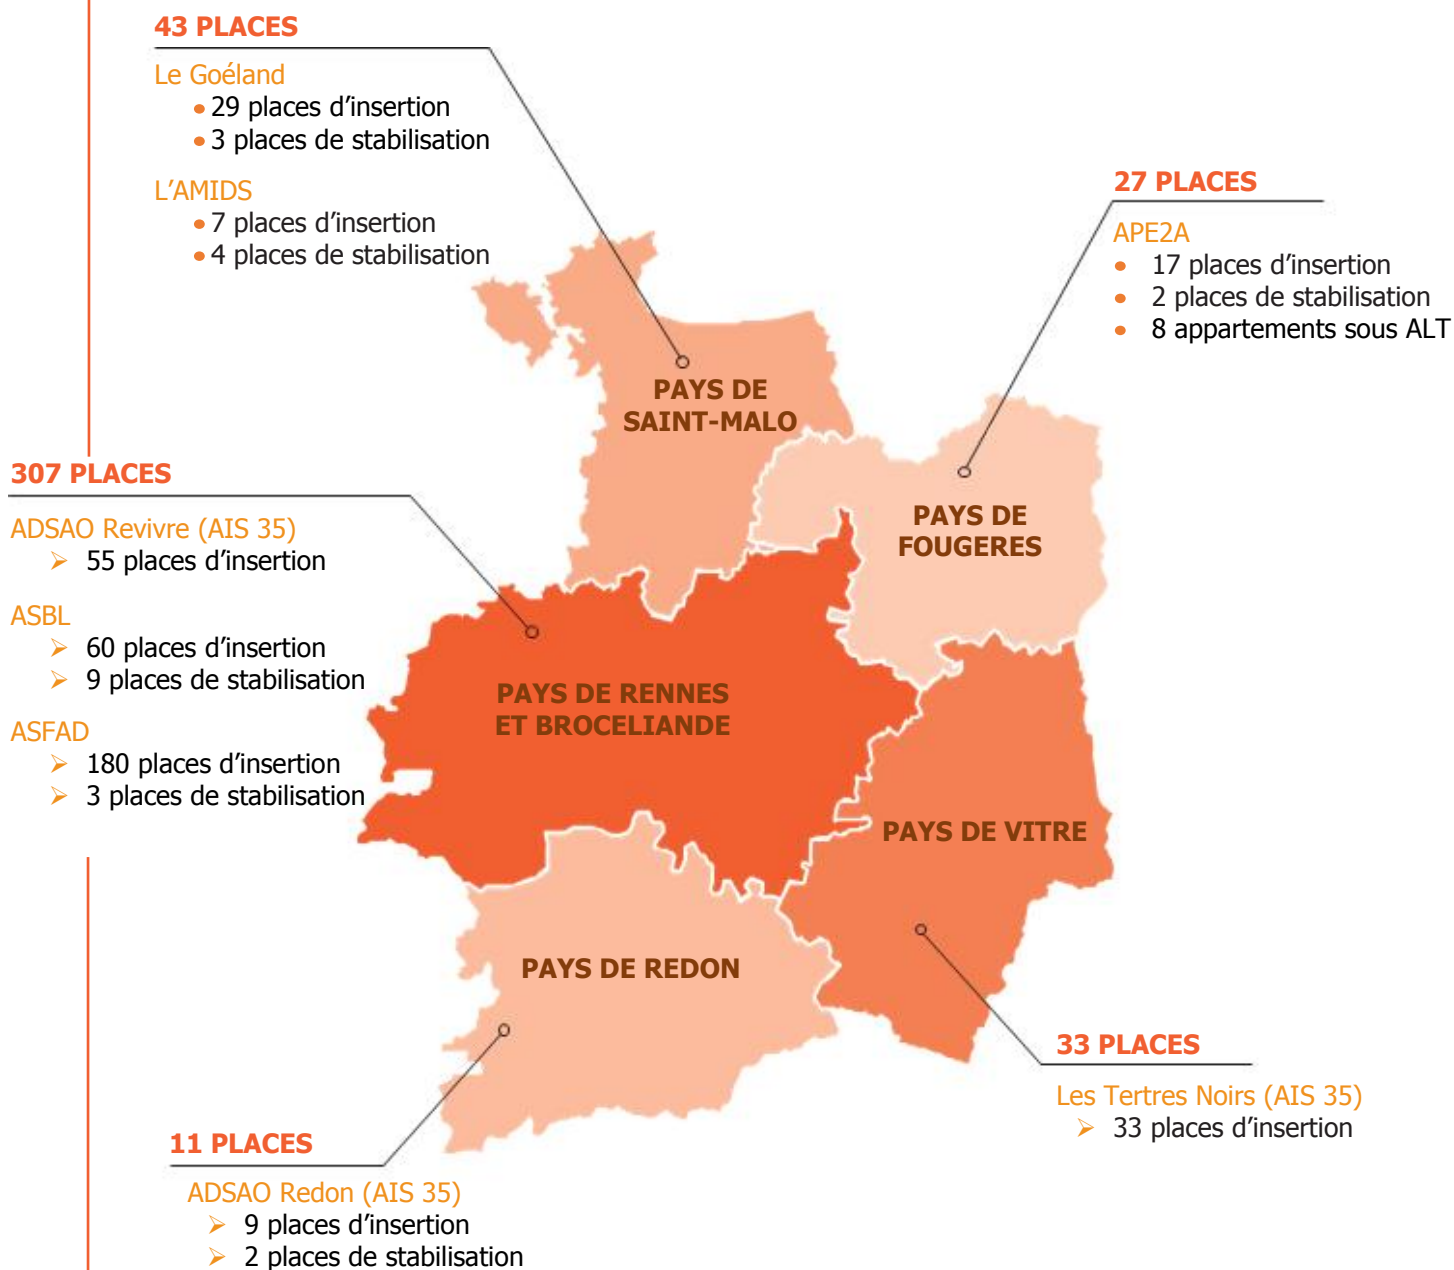 43 PLACES
Le Goéland
• 29 places d’insertion
• 3 places de stabilisation
L’AMIDS
• 7 places d’insertion
• 4 places de stabilisation
27 PLACES
APE2A
• 17 places d’insertion
• 2 places de stabilisation
• 8 appartements sous ALT
PAYS DE
SAINT-MALO
PAYS DE
FOUGERES
307 PLACES
ADSAO Revivre (AIS 35)
➢ 55 places d’insertion
ASBL
➢ 60 places d’insertion
➢ 9 places de stabilisation
ASFAD
➢ 180 places d’insertion
➢ 3 places de stabilisation
PAYS DE RENNES
ET BROCELIANDE
PAYS DE VITRE
PAYS DE REDON
33 PLACES
Les Tertres Noirs (AIS 35)
➢ 33 places d’insertion
11 PLACES
ADSAO Redon (AIS 35)
➢ 9 places d’insertion
➢ 2 places de stabilisation